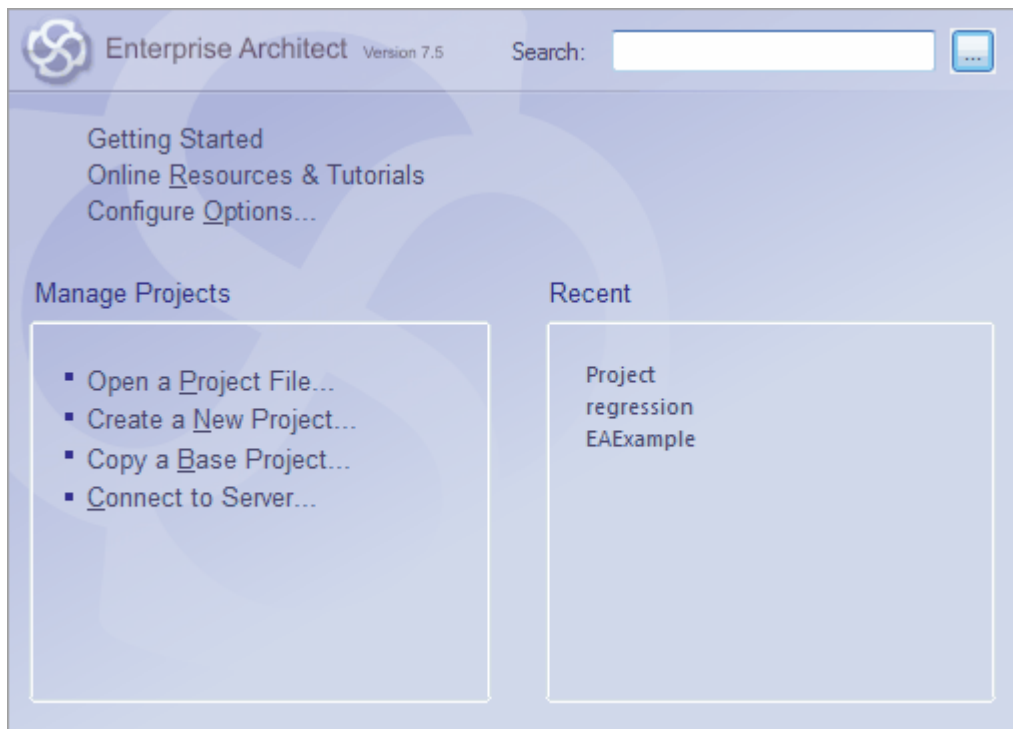 Enterprise Architect Version 7.5 Search: ...
Getting Started
Online Resources & Tutorials
Configure Options...
Manage Projects
Open a Project File...
Create a New Project...
Copy a Base Project...
Connect to Server...
Recent
Project
regression
EAExample